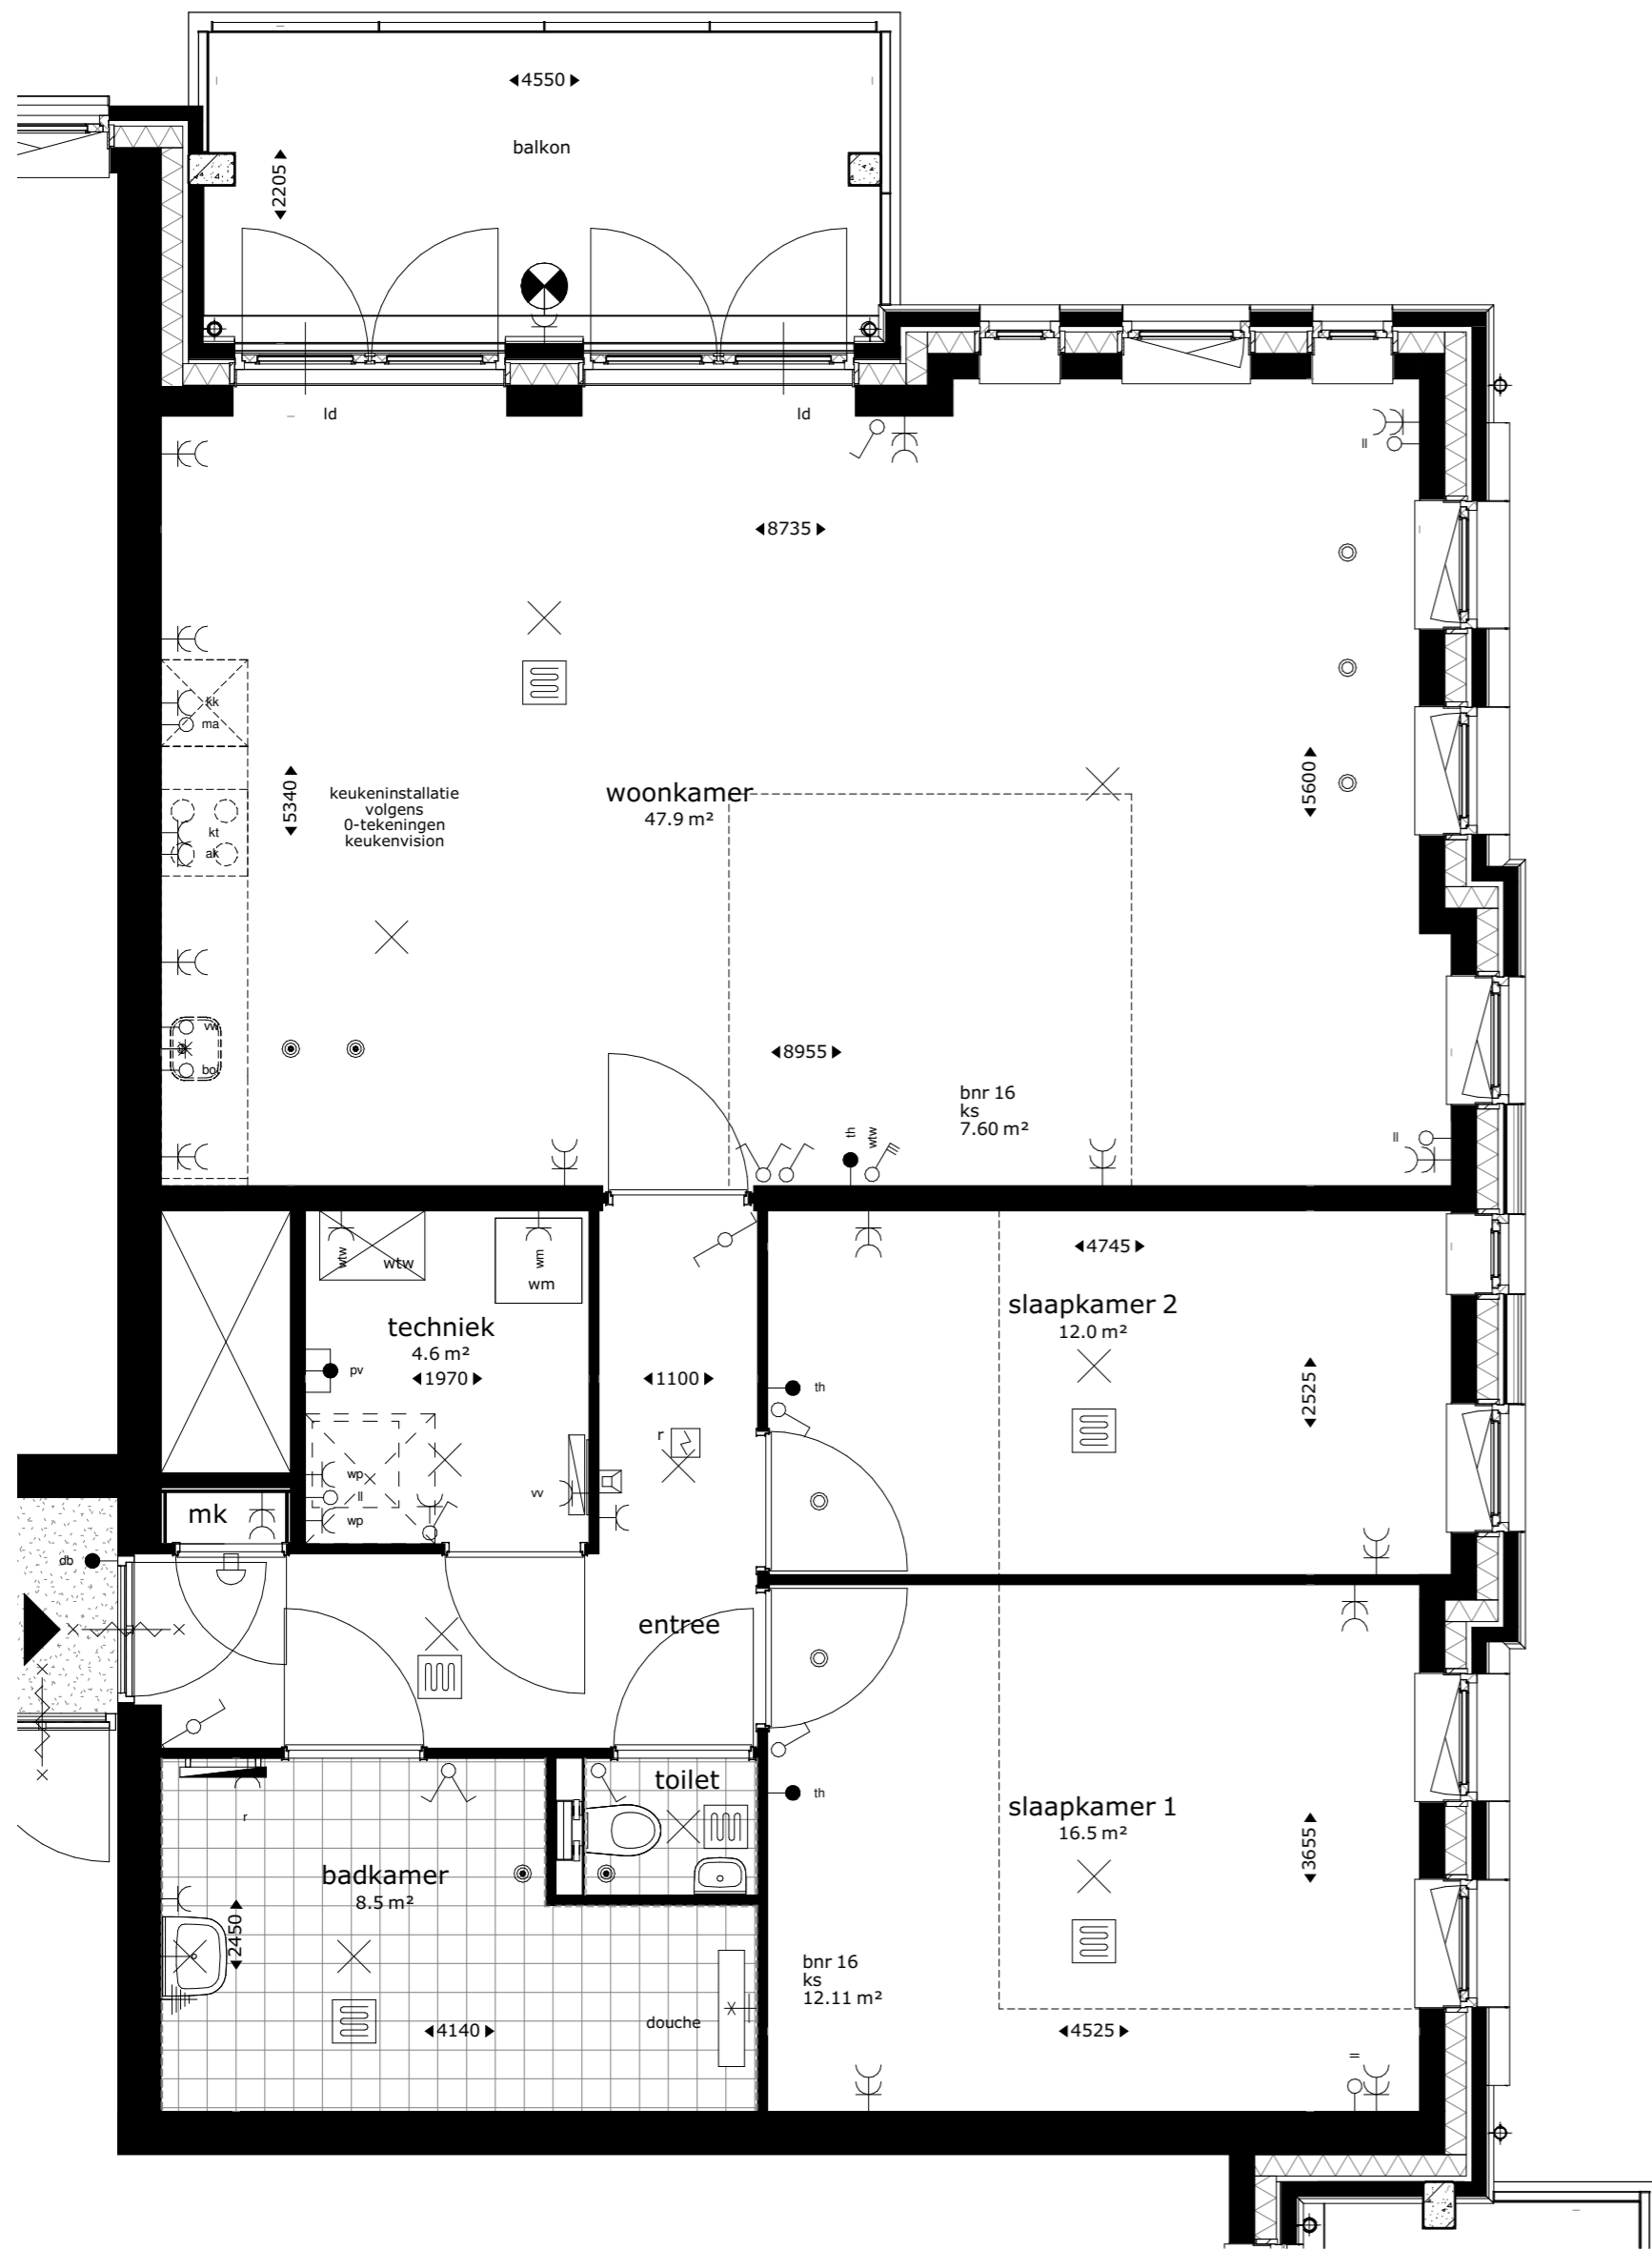 4550
balkon
2205
ld
ld
ll
8735
kk
ma
5340
keukeninstallatie
volgens
0-tekeningen
keukenvision
kt
ak
woonkamer
47.9 m²
5600
vw
bo
8955
bnr 16
ks
7.60 m²
th
wtw
ll
wtw
wtw
wm
wm
techniek
4.6 m²
1970
pv
1100
4745
slaapkamer 2
12.0 m²
2525
th
r
wp
ll
wp
vv
mk
db
entree
toilet
r
th
badkamer
8.5 m²
2450
4140
douche
slaapkamer 1
16.5 m²
3655
bnr 16
ks
12.11 m²
4525
ll